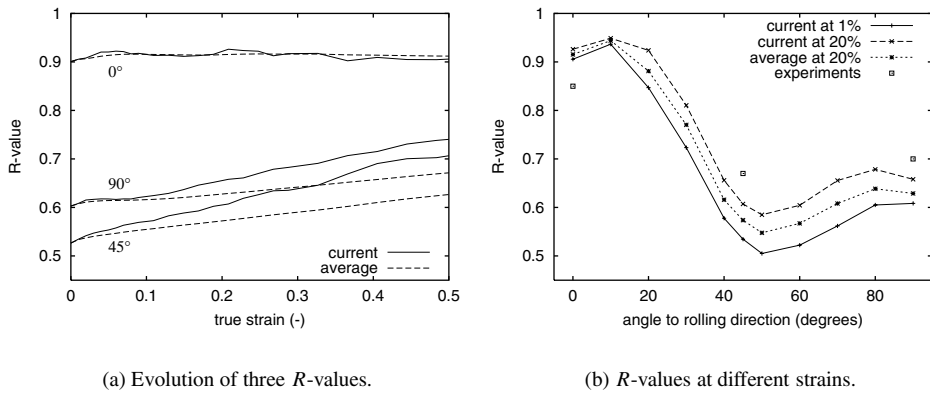 1
0.9
0.8
0.7
0.6
0.5
R-value
0°
90°
45°
current
average
0
0.1
0.2
0.3
0.4
0.5
true strain (-)
(a) Evolution of three R-values.
1
0.9
0.8
0.7
0.6
0.5
R-value
current at 1%
current at 20%
average at 20%
experiments
0
20
40
60
80
angle to rolling direction (degrees)
(b) R-values at different strains.